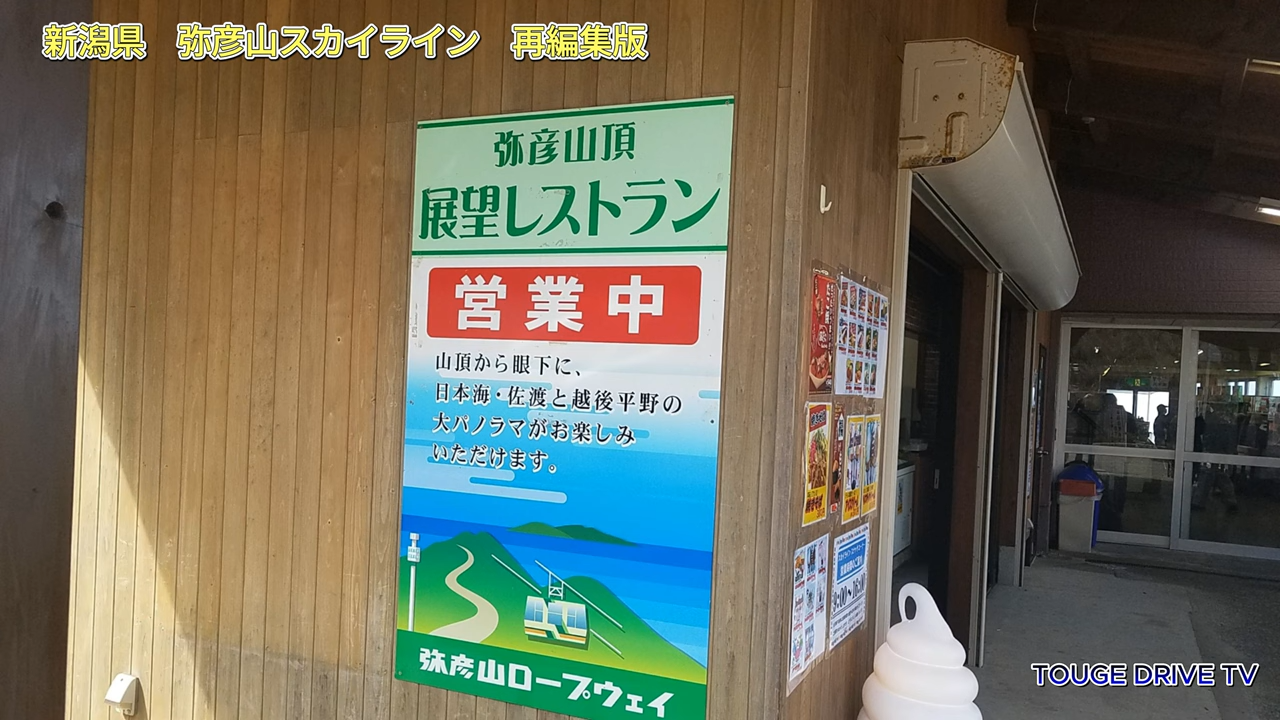 新潟県　弥彦山スカイライン　再編集版
弥彦山頂
展望レストラン
営業中
山頂から眼下に、
日本海・佐渡と越後平野の
大パノラマがお楽しみ
いただけます。
弥彦山ロープウェイ
9:00～16:30
TOUGE DRIVE TV